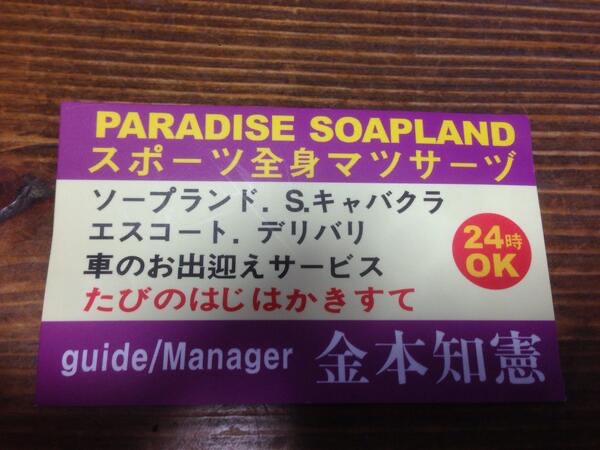 PARADISE SOAPLAND
スポーツ全身マツサーヅ
ソープランド. S.キャバクラ
エスコート. デリバリ
車のお出迎えサービス
たびのはじはかきすて
24時
OK
guide/Manager 金本知憲